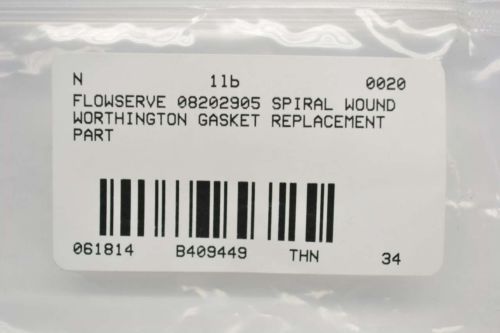 N 1lb 0020
FLOWSERVE 08202905 SPIRAL WOUND
WORTHINGTON GASKET REPLACEMENT
PART
061814 B409449 THN 34